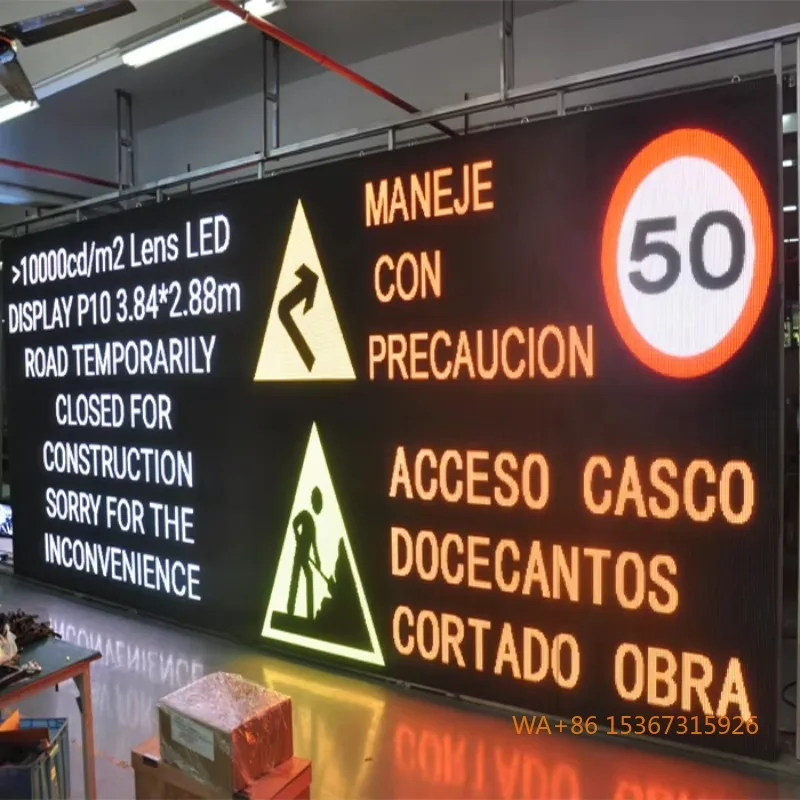 >10000cd/m2 Lens LED
DISPLAY P10 3.84*2.88m
ROAD TEMPORARILY
CLOSED FOR
CONSTRUCTION
SORRY FOR THE
INCONVENIENCE
MANEJE
CON
PRECAUCION
50
ACCESO CASCO
DOCECANTOS
CORTADO OBRA
WA+86 15367315926